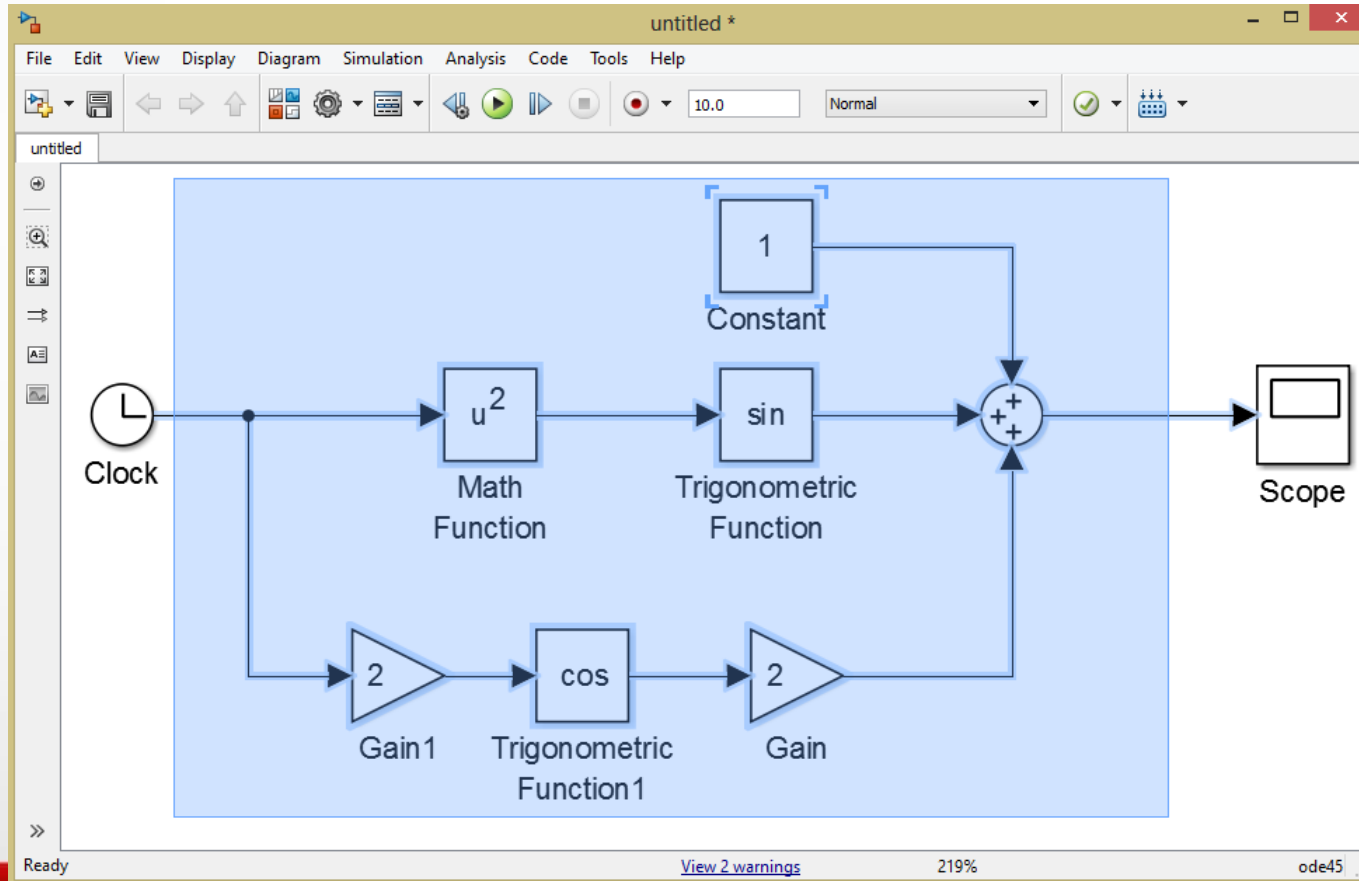 untitled *
File Edit View Display Diagram Simulation Analysis Code Tools Help
10.0 Normal
untitled
1
Constant
u2
sin
+
+
+
Clock
Math
Function
Trigonometric
Function
Scope
2
cos
2
Gain1
Trigonometric
Function1
Gain
Ready View 2 warnings 219% ode45